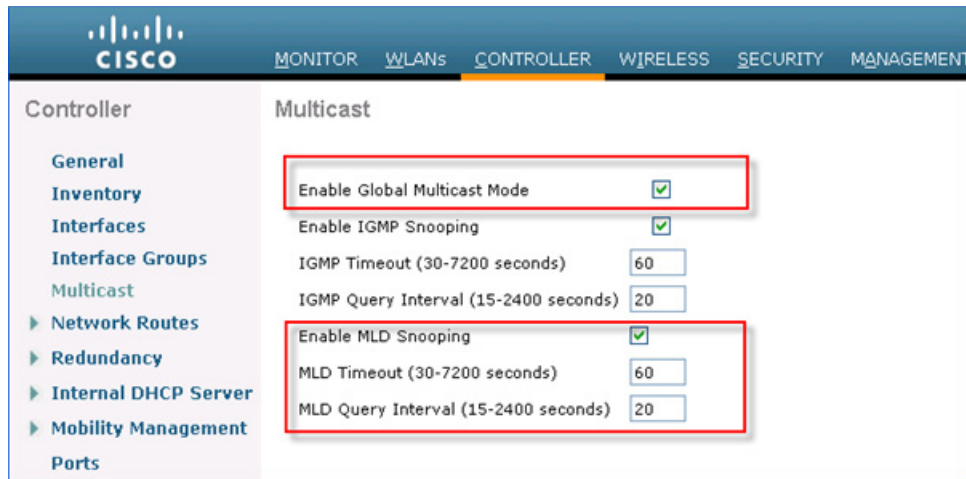 CISCO
MONITOR WLANs CONTROLLER WIRELESS SECURITY MANAGEMENT
Controller
General
Inventory
Interfaces
Interface Groups
Multicast
Network Routes
Redundancy
Internal DHCP Server
Mobility Management
Ports
Multicast
Enable Global Multicast Mode
Enable IGMP Snooping
IGMP Timeout (30-7200 seconds) 60
IGMP Query Interval (15-2400 seconds) 20
Enable MLD Snooping
MLD Timeout (30-7200 seconds) 60
MLD Query Interval (15-2400 seconds) 20